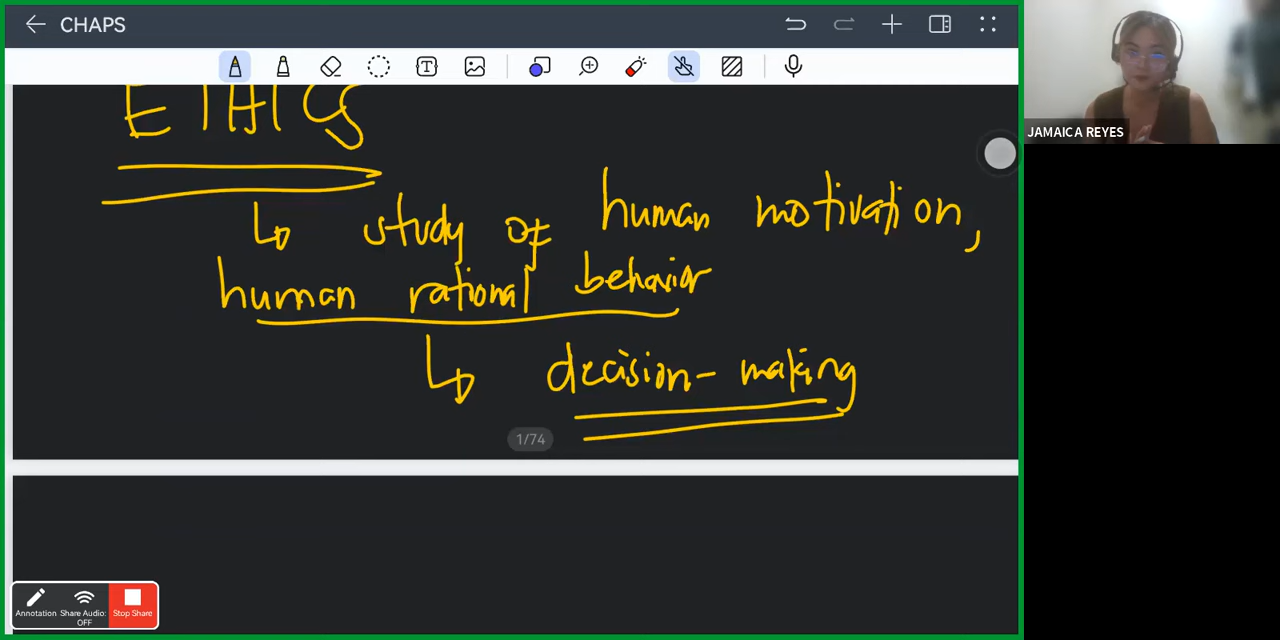 CHAPS
JAMAICA REYES
ETHICS
↳ study of human motivation,
human rational behavior
↳ decision-making
1/74
Annotation
Share Audio:
OFF
Stop Share